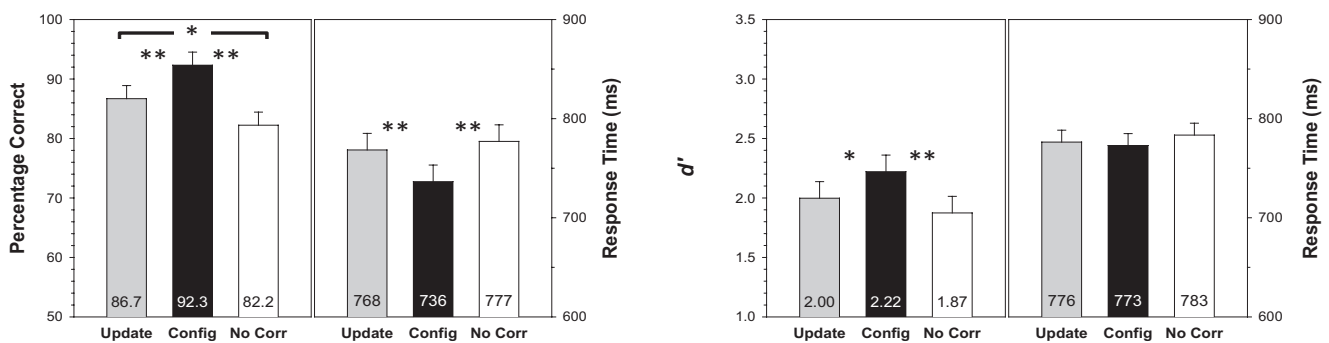 Percentage Correct
100
90
80
70
60
50
*
** **
86.7 92.3 82.2
Update Config No Corr
** **
768 736 777
Update Config No Corr
900
800
700
600
Response Time (ms)
d'
3.5
3.0
2.5
2.0
1.5
1.0
* **
2.00 2.22 1.87
Update Config No Corr
776 773 783
Update Config No Corr
900
800
700
600
Response Time (ms)